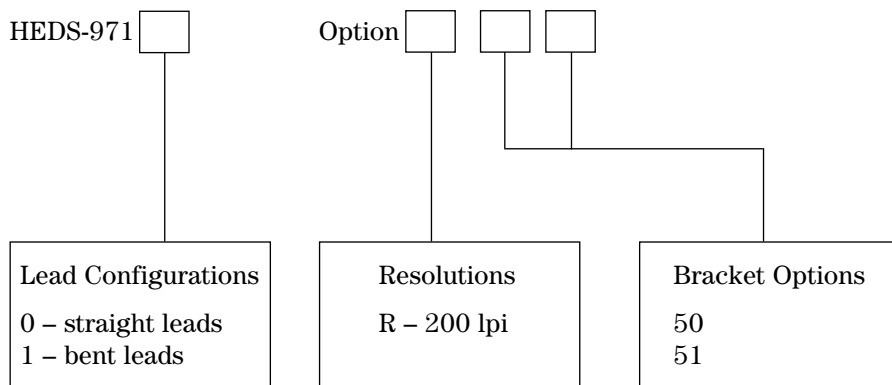 HEDS-971 Option
Lead Configurations
0 – straight leads
1 – bent leads
Resolutions
R – 200 lpi
Bracket Options
50
51